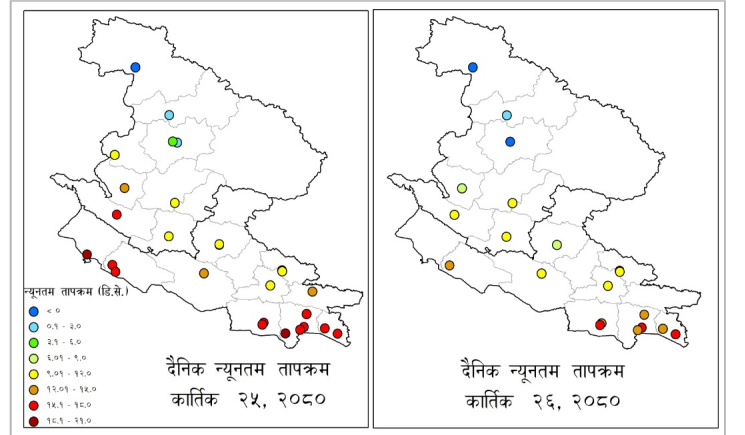 न्यूनतम तापक्रम (डि.से.)
< ०
०.१ - ३.०
३.१ - ६.०
६.०१ - ९.०
९.०१ - १२.०
१२.०१ - १५.०
१५.१ - १८.०
१८.१ - २१.०
दैनिक न्यूनतम तापक्रम
कार्तिक २५, २०८०
दैनिक न्यूनतम तापक्रम
कार्तिक २६, २०८०